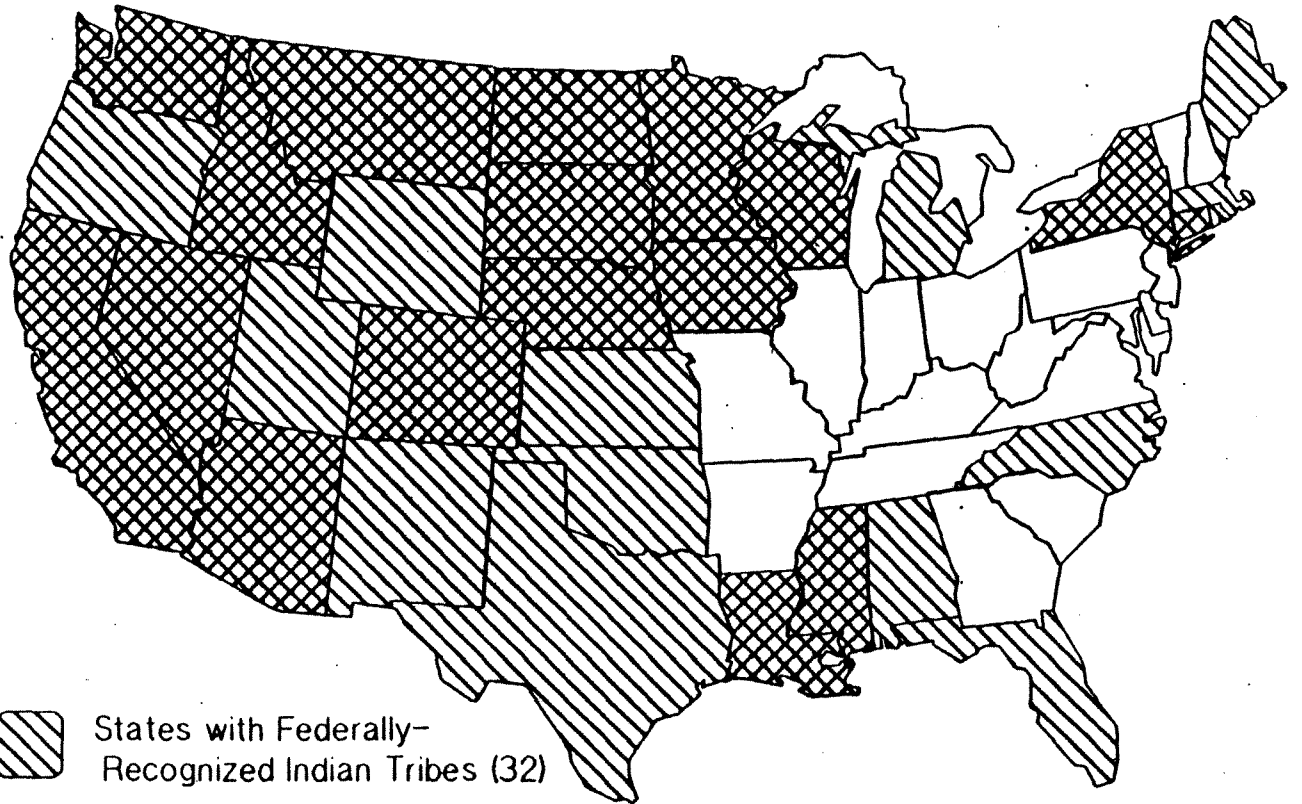 States with Federally-
Recognized Indian Tribes (32)